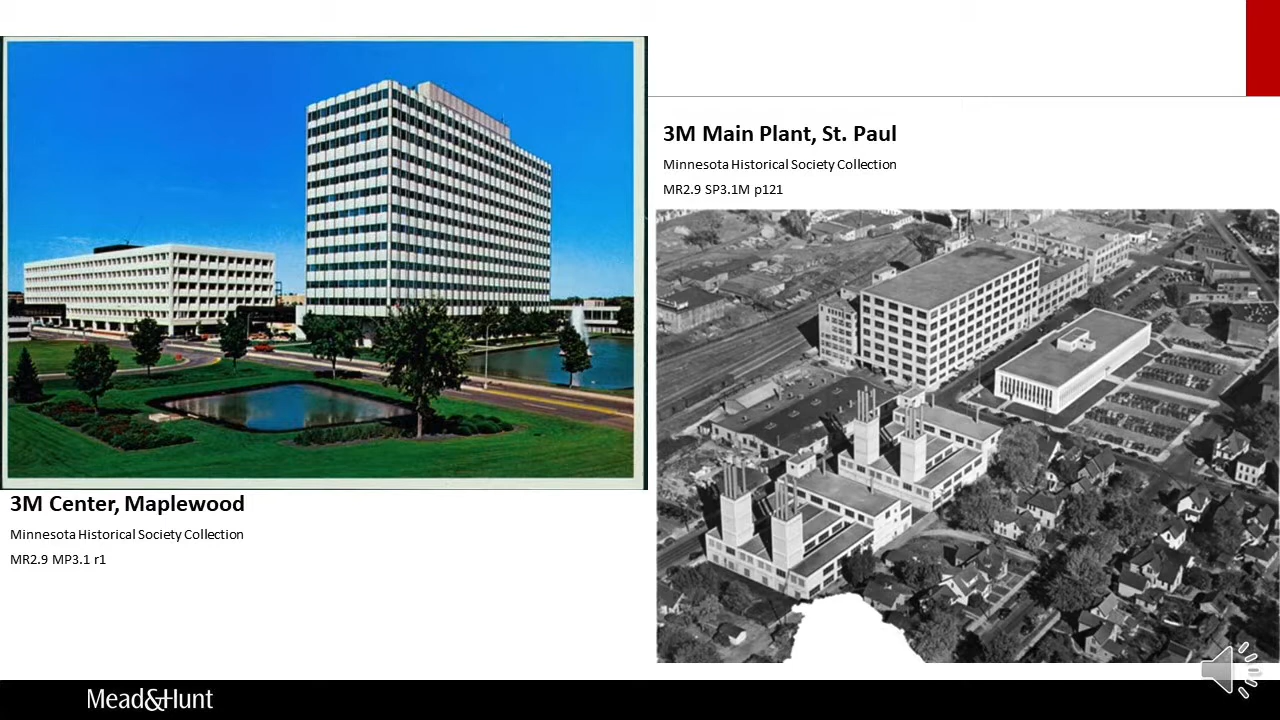 3M Center, Maplewood
Minnesota Historical Society Collection
MR2.9 MP3.1 r1
3M Main Plant, St. Paul
Minnesota Historical Society Collection
MR2.9 SP3.1M p121
Mead&Hunt